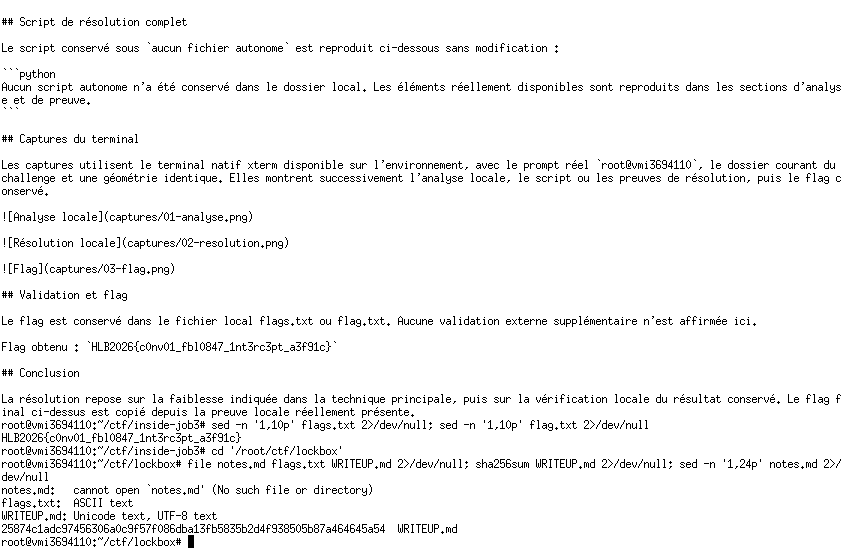 ## Script de résolution complet
Le script conservé sous `aucun fichier autonome` est reproduit ci-dessous sans modification :
```python
Aucun script autonome n'a été conservé dans le dossier local. Les éléments réellement disponibles sont reproduits dans les sections d'analys
e et de preuve.
```
## Captures du terminal
Les captures utilisent le terminal natif xterm disponible sur l'environnement, avec le prompt réel `root@vmi3694110`, le dossier courant du
challenge et une géométrie identique. Elles montrent successivement l'analyse locale, le script ou les preuves de résolution, puis le flag c
onservé.
![Analyse locale](captures/01-analyse.png)
![Résolution locale](captures/02-resolution.png)
![Flag](captures/03-flag.png)
## Validation et flag
Le flag est conservé dans le fichier local flags.txt ou flag.txt. Aucune validation externe supplémentaire n'est affirmée ici.
Flag obtenu : `HLB2026{c0nv01_fbl0847_1nt3rc3pt_a3f91c}`
## Conclusion
La résolution repose sur la faiblesse indiquée dans la technique principale, puis sur la vérification locale du résultat conservé. Le flag f
inal ci-dessus est copié depuis la preuve locale réellement présente.
root@vmi3694110:~/ctf/inside-job3# sed -n '1,10p' flags.txt 2>/dev/null; sed -n '1,10p' flag.txt 2>/dev/null
HLB2026{c0nv01_fbl0847_1nt3rc3pt_a3f91c}
root@vmi3694110:~/ctf/inside-job3# cd '/root/ctf/lockbox'
root@vmi3694110:~/ctf/lockbox# file notes.md flags.txt WRITEUP.md 2>/dev/null; sha256sum WRITEUP.md 2>/dev/null; sed -n '1,24p' notes.md 2>/
dev/null
notes.md:   cannot open `notes.md' (No such file or directory)
flags.txt:  ASCII text
WRITEUP.md: Unicode text, UTF-8 text
25874c1adc97456306a0c9f57f086dba13fb5835b2d4f938505b87a464645a54  WRITEUP.md
root@vmi3694110:~/ctf/lockbox#